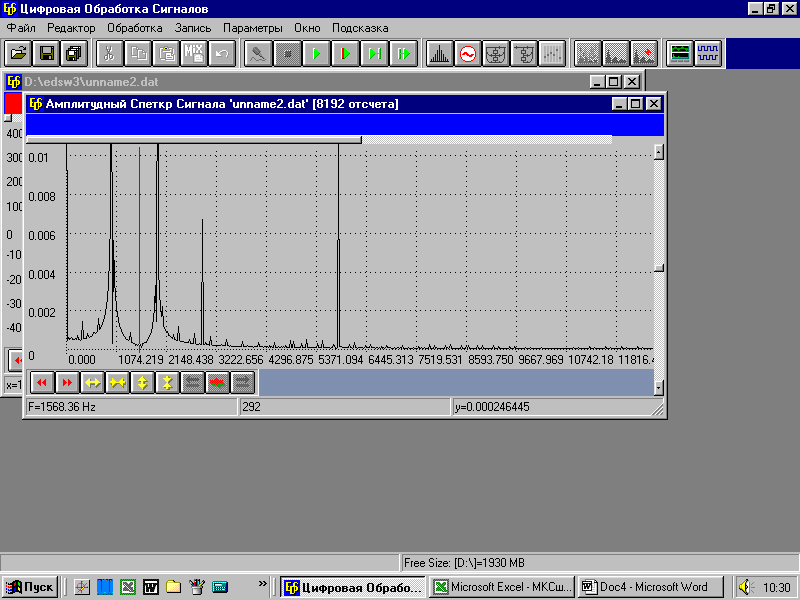 Цифровая Обработка Сигналов
Файл Редактор Обработка Запись Параметры Окно Подсказка
MiX
D:\edsw3\unname2.dat
Амплитудный Спеткр Сигнала 'unname2.dat' [8192 отсчета]
400
300
200
100
0
-10
-20
-30
-40
0.01
0.008
0.006
0.004
0.002
0
0.000 1074.219 2148.438 3222.656 4296.875 5371.094 6445.313 7519.531 8593.750 9667.969 10742.18 11816.4
x=1
F=1568.36 Hz 292 y=0.000246445
Free Size: [D:\]=1930 MB
Пуск
»
Цифровая Обрабо...
Microsoft Excel - МКСш...
Doc4 - Microsoft Word
10:30